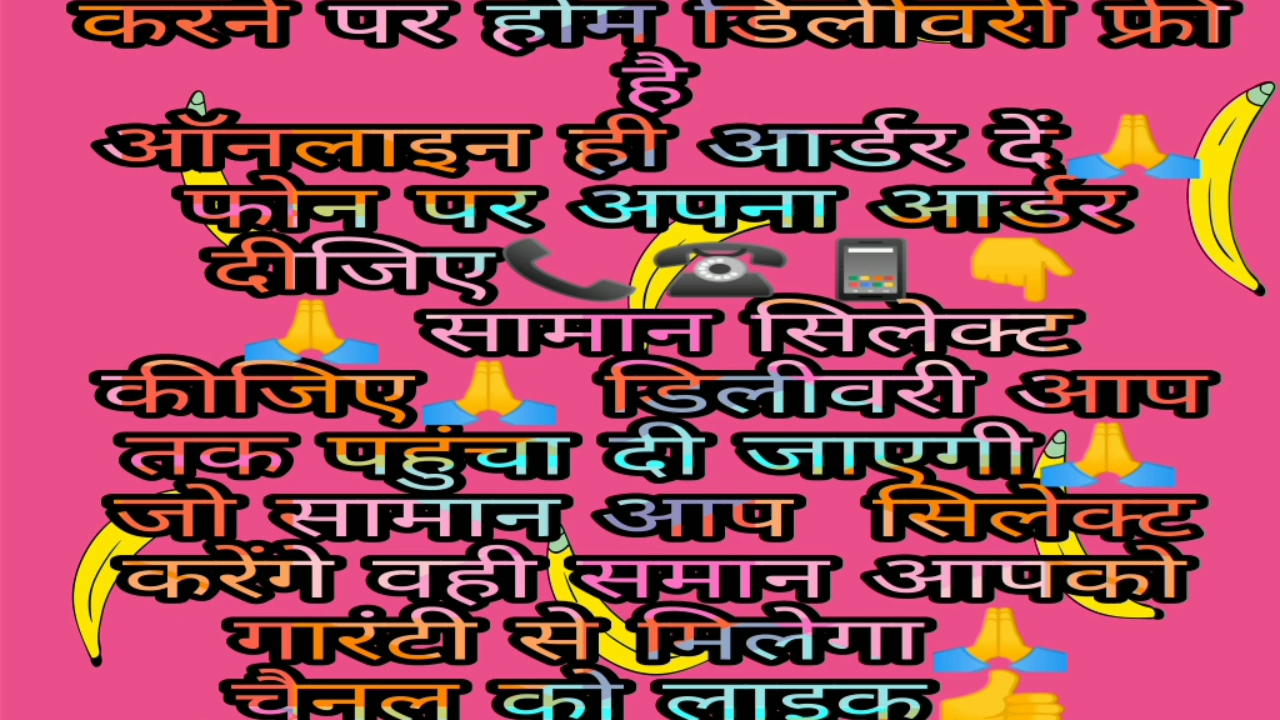 करने पर होम डिलीवरी फ्री
है
ऑनलाइन ही आर्डर दें🙏
फोन पर अपना आर्डर
दीजिए📞☎️📱👇
🙏 सामान सिलेक्ट
कीजिए🙏 डिलीवरी आप
तक पहुंचा दी जाएगी🙏
जो सामान आप सिलेक्ट
करेंगे वही समान आपको
गारंटी से मिलेगा🙏
चैनल को लाइक👍